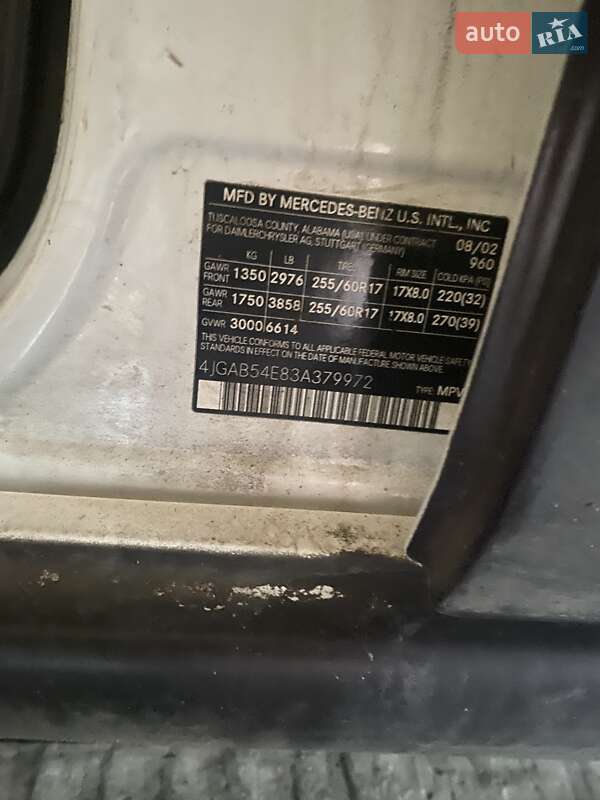 auto RIA.com
MFD BY MERCEDES-BENZ U.S. INTL., INC
TUSCALOOSA COUNTY, ALABAMA (USA) UNDER CONTRACT
FOR DAIMLERCHRYSLER AG, STUTTGART (GERMANY)
08/02
960
KG LB TIRE RIM SIZE COLD KPA (PSI)
GAWR FRONT 1350 2976 255/60R17 17X8.0 220(32)
GAWR REAR 1750 3858 255/60R17 17X8.0 270(39)
GVWR 3000 6614
THIS VEHICLE CONFORMS TO ALL APPLICABLE FEDERAL MOTOR VEHICLE SAFETY
IN EFFECT ON THE DATE OF MANUFACTURE SHOWN ABOVE.
4JGAB54E83A379972
TYPE: MPV